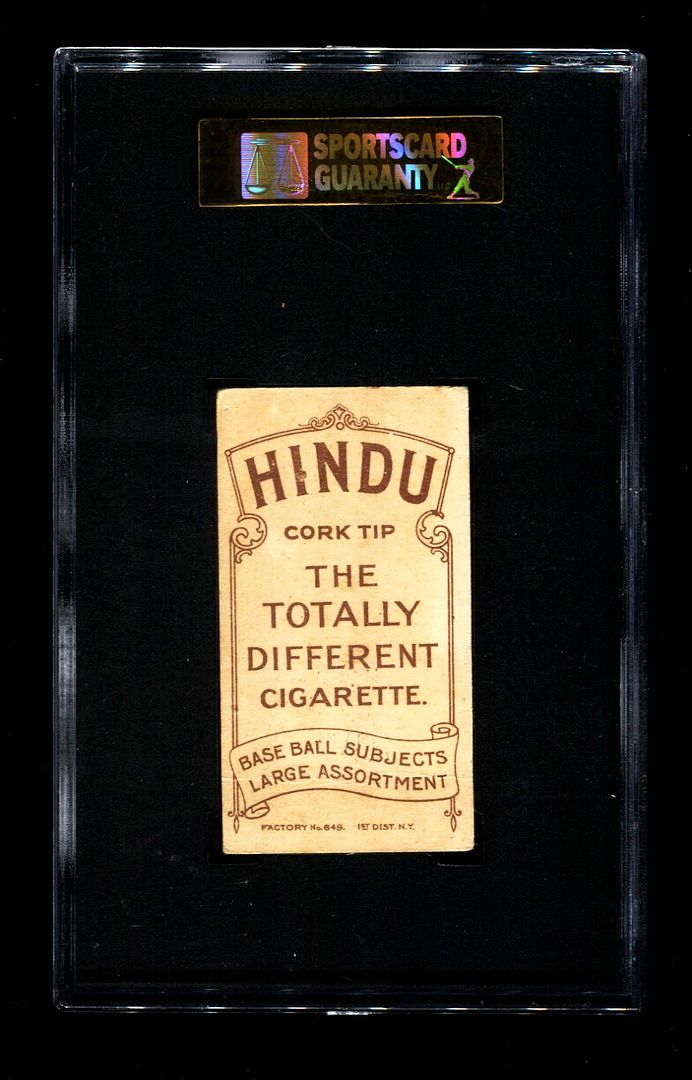 SPORTSCARD
GUARANTY LLC
HINDU
CORK TIP
THE
TOTALLY
DIFFERENT
CIGARETTE.
BASE BALL SUBJECTS
LARGE ASSORTMENT
FACTORY No. 649. 1ST DIST. N.Y.